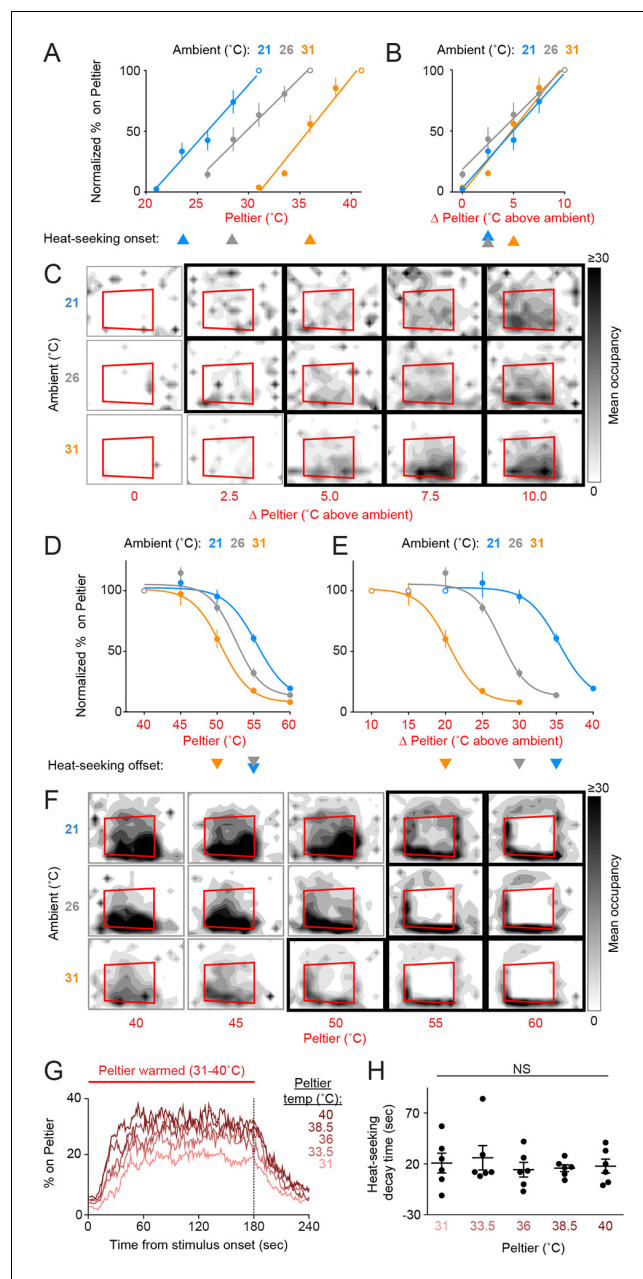 A
Ambient (˚C): 21 26 31
Normalized % on Peltier
100
50
0
20 25 30 35 40
Peltier (˚C)
B
Ambient (˚C): 21 26 31
100
50
0
0 5 10
Δ Peltier (˚C above ambient)
Heat-seeking onset:
C
Ambient (˚C)
21
26
31
0 2.5 5.0 7.5 10.0
Δ Peltier (˚C above ambient)
≥30
Mean occupancy
0
D
Ambient (˚C): 21 26 31
Normalized % on Peltier
100
50
0
40 45 50 55 60
Peltier (˚C)
E
Ambient (˚C): 21 26 31
100
50
0
10 15 20 25 30 35 40
Δ Peltier (˚C above ambient)
Heat-seeking offset:
F
Ambient (˚C)
21
26
31
40 45 50 55 60
Peltier (˚C)
≥30
Mean occupancy
0
G
Peltier warmed (31-40˚C)
% on Peltier
40
20
0
0 60 120 180 240
Time from stimulus onset (sec)
Peltier
temp (˚C):
40
38.5
36
33.5
31
H
NS
Heat-seeking
decay time (sec)
70
20
-30
31 33.5 36 38.5 40
Peltier (˚C)